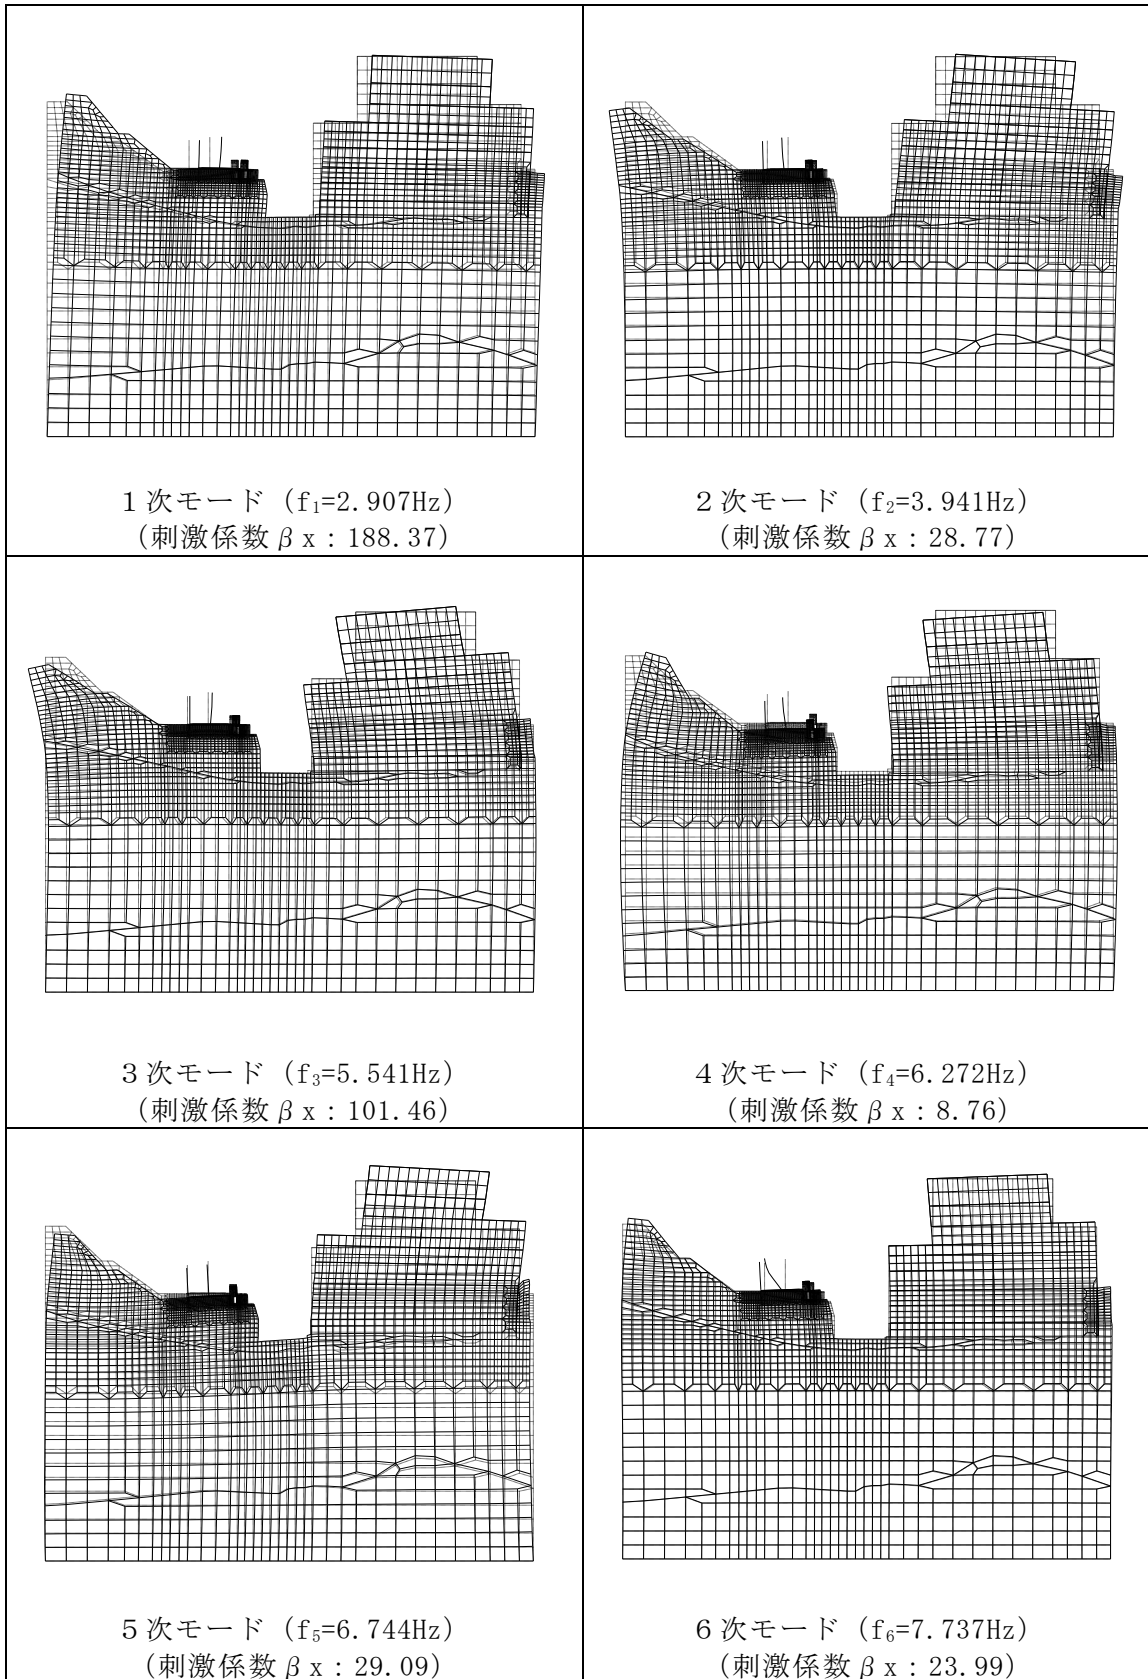 1次モード (f₁=2.907Hz)
(刺激係数βx:188.37)
2次モード (f₂=3.941Hz)
(刺激係数βx:28.77)
3次モード (f₃=5.541Hz)
(刺激係数βx:101.46)
4次モード (f₄=6.272Hz)
(刺激係数βx:8.76)
5次モード (f₅=6.744Hz)
(刺激係数βx:29.09)
6次モード (f₆=7.737Hz)
(刺激係数βx:23.99)